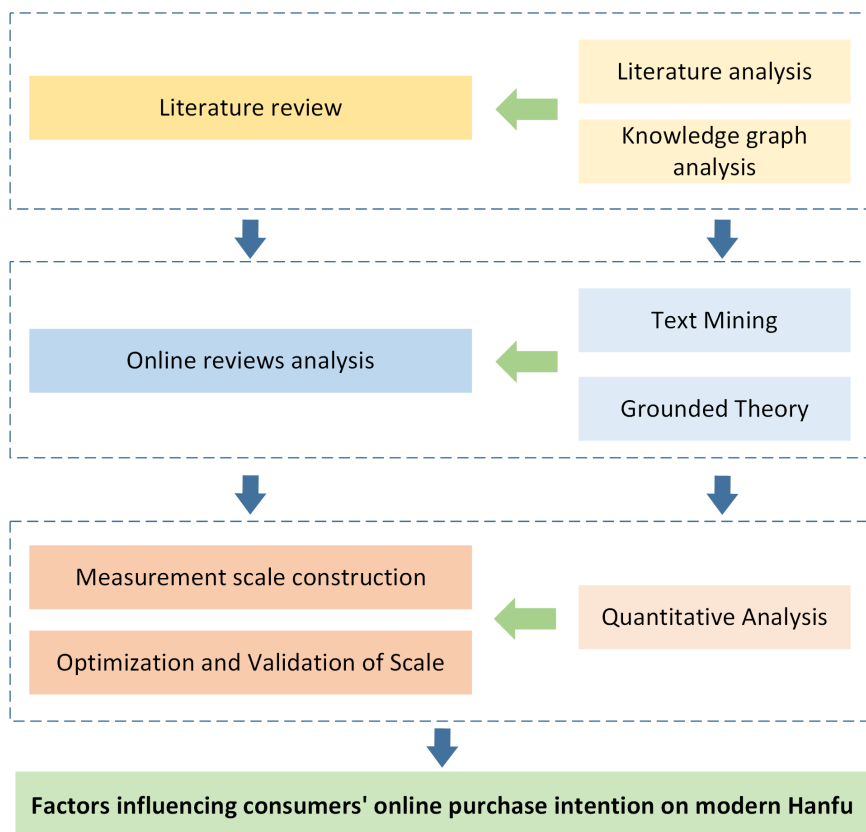 Literature review
Literature analysis
Knowledge graph
analysis
Online reviews analysis
Text Mining
Grounded Theory
Measurement scale construction
Optimization and Validation of Scale
Quantitative Analysis
Factors influencing consumers' online purchase intention on modern Hanfu